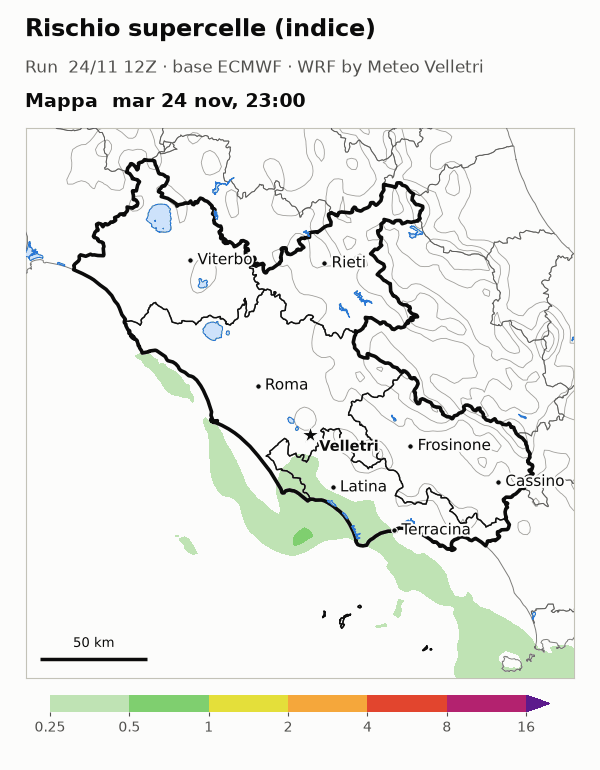 Rischio supercelle (indice)
Run  24/11 12Z · base ECMWF · WRF by Meteo Velletri
Mappa  mar 24 nov, 23:00
Viterbo
Rieti
Roma
Velletri
Frosinone
Latina
Cassino
Terracina
50 km
0.25 0.5 1 2 4 8 16